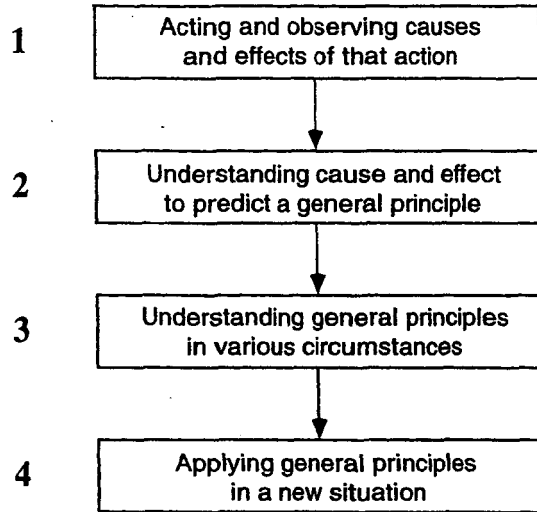 1
Acting and observing causes
and effects of that action
2
Understanding cause and effect
to predict a general principle
3
Understanding general principles
in various circumstances
4
Applying general principles
in a new situation